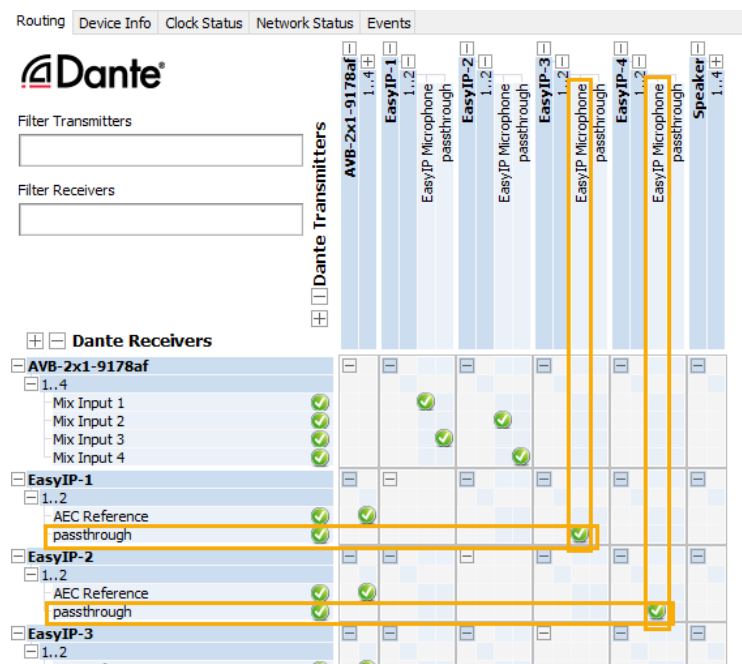 Routing Device Info Clock Status Network Status Events
Dante®
Filter Transmitters
Filter Receivers
Dante Transmitters
AVB-2x1-9178af
1..4
EasyIP-1
1..2
EasyIP Microphone
passthrough
EasyIP-2
1..2
EasyIP Microphone
passthrough
EasyIP-3
1..2
EasyIP Microphone
passthrough
EasyIP-4
1..2
EasyIP Microphone
passthrough
Speaker
1..4
Dante Receivers
AVB-2x1-9178af
1..4
Mix Input 1
Mix Input 2
Mix Input 3
Mix Input 4
EasyIP-1
1..2
AEC Reference
passthrough
EasyIP-2
1..2
AEC Reference
passthrough
EasyIP-3
1..2